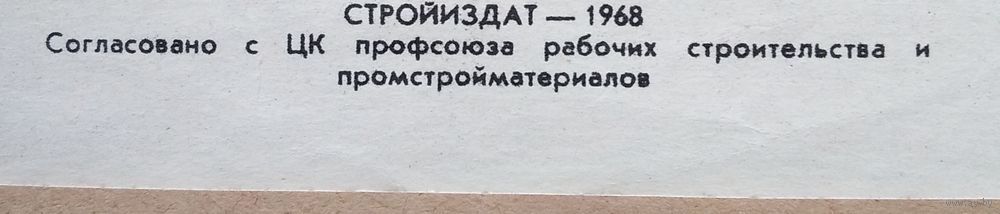 СТРОЙИЗДАТ — 1968
Согласовано с ЦК профсоюза рабочих строительства и
промстройматериалов